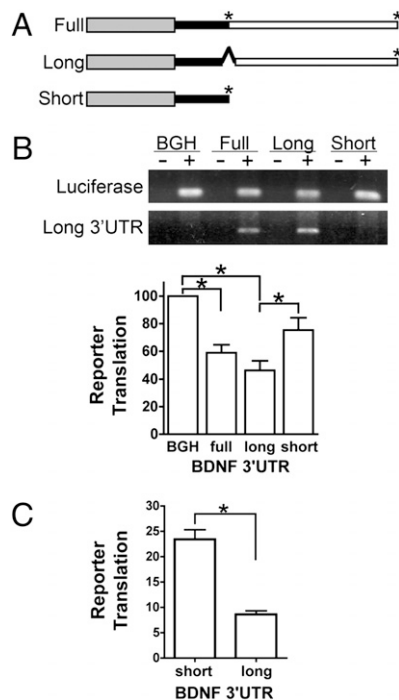 A
* *
Full
*
Long
*
Short
B
BGH Full Long Short
- + - + - + - +
Luciferase
Long 3'UTR
*
* *
100
80
60
40
20
0
Reporter
Translation
BGH full long short
BDNF 3'UTR
C
*
30
25
20
15
10
5
0
Reporter
Translation
short long
BDNF 3'UTR